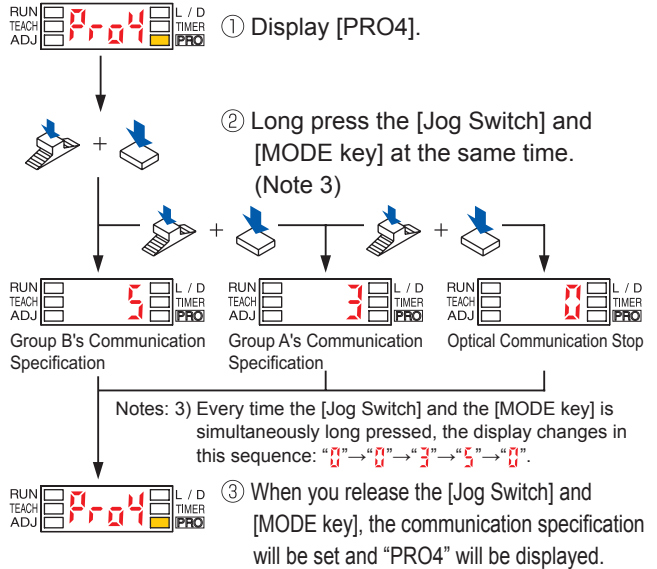 RUN
TEACH
ADJ
Pro4
L / D
TIMER
PRO
① Display [PRO4].
② Long press the [Jog Switch] and
[MODE key] at the same time.
(Note 3)
+
+
+
RUN
TEACH
ADJ
5
L / D
TIMER
PRO
RUN
TEACH
ADJ
3
L / D
TIMER
PRO
RUN
TEACH
ADJ
0
L / D
TIMER
PRO
Group B's Communication
Specification
Group A's Communication
Specification
Optical Communication Stop
Notes: 3) Every time the [Jog Switch] and the [MODE key] is
simultaneously long pressed, the display changes in
this sequence: “0”→“0”→“3”→“5”→“0”.
RUN
TEACH
ADJ
Pro4
L / D
TIMER
PRO
③ When you release the [Jog Switch] and
[MODE key], the communication specification
will be set and “PRO4” will be displayed.